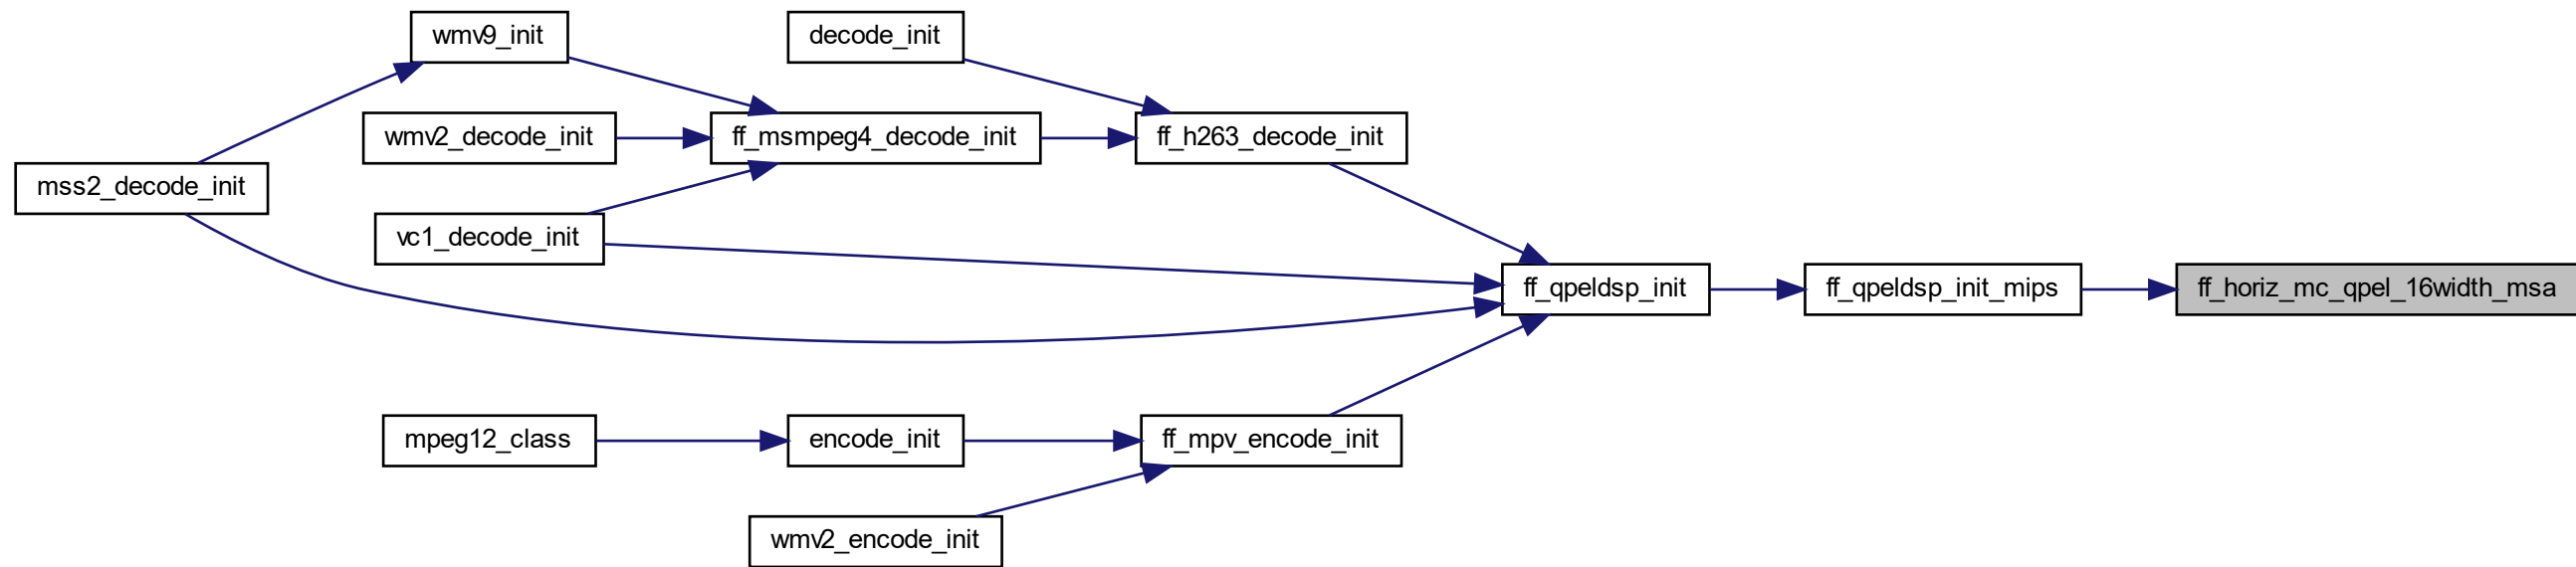 wmv9_init
decode_init
wmv2_decode_init
ff_msmpeg4_decode_init
ff_h263_decode_init
mss2_decode_init
vc1_decode_init
ff_qpeldsp_init
ff_qpeldsp_init_mips
ff_horiz_mc_qpel_16width_msa
mpeg12_class
encode_init
ff_mpv_encode_init
wmv2_encode_init